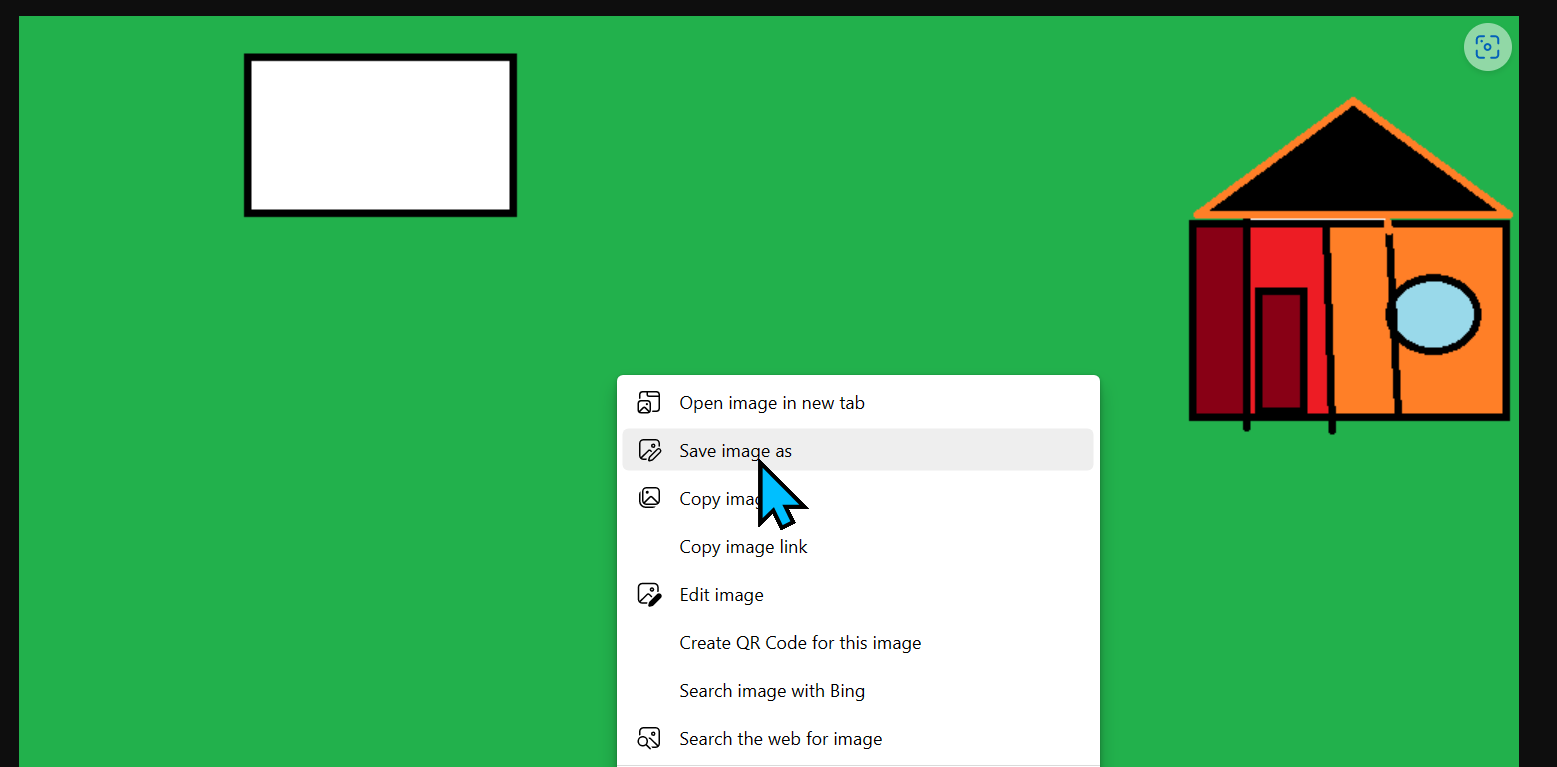 Open image in new tab
Save image as
Copy imag
Copy image link
Edit image
Create QR Code for this image
Search image with Bing
Search the web for image